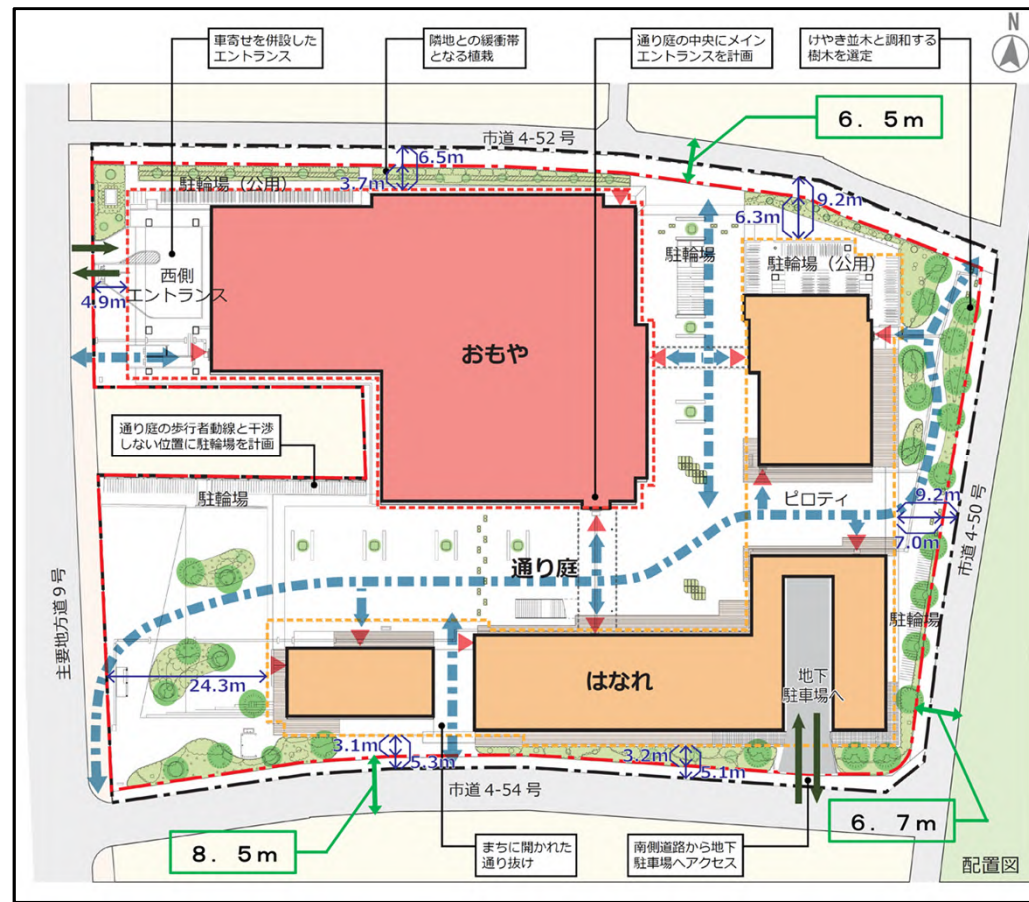 車寄せを併設した
エントランス
隣地との緩衝帯
となる植栽
通り庭の中央にメイン
エントランスを計画
けやき並木と調和する
樹木を選定
N
市道4-52号
6.5m
6.5m
3.7m
駐輪場（公用）
9.2m
6.3m
駐輪場
駐輪場（公用）
西側
エントランス
4.9m
おもや
通り庭の歩行者動線と干渉
しない位置に駐輪場を計画
駐輪場
ピロティ
9.2m
7.0m
市道4-50号
通り庭
主要地方道9号
駐輪場
24.3m
はなれ
地下
駐車場へ
3.1m
5.3m
3.2m
5.1m
市道4-54号
8.5m
6.7m
まちに開かれた
通り抜け
南側道路から地下
駐車場へアクセス
配置図